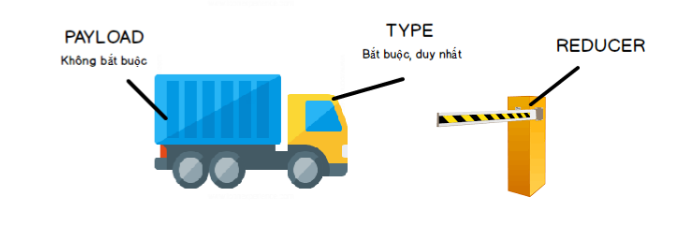 PAYLOAD
Không bắt buộc
TYPE
Bắt buộc, duy nhất
REDUCER